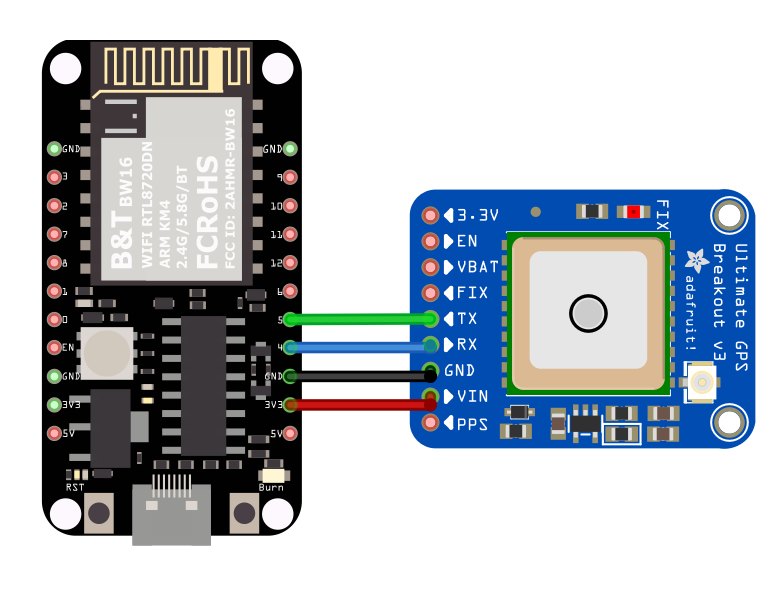 GND
3
2
7
8
1
0
EN
GND
3V3
5V
RST
B&T BW16
WIFI RTL8720DN
ARM KM4
2.4G/5.8G/BT
FCRoHS
FCC ID: 2AHMR-BW16
GND
9
10
11
12
6
5
4
GND
3V3
5V
Burn
3.3V
EN
VBAT
FIX
TX
RX
GND
VIN
PPS
FIX
Ultimate GPS
Breakout v3
adafruit!